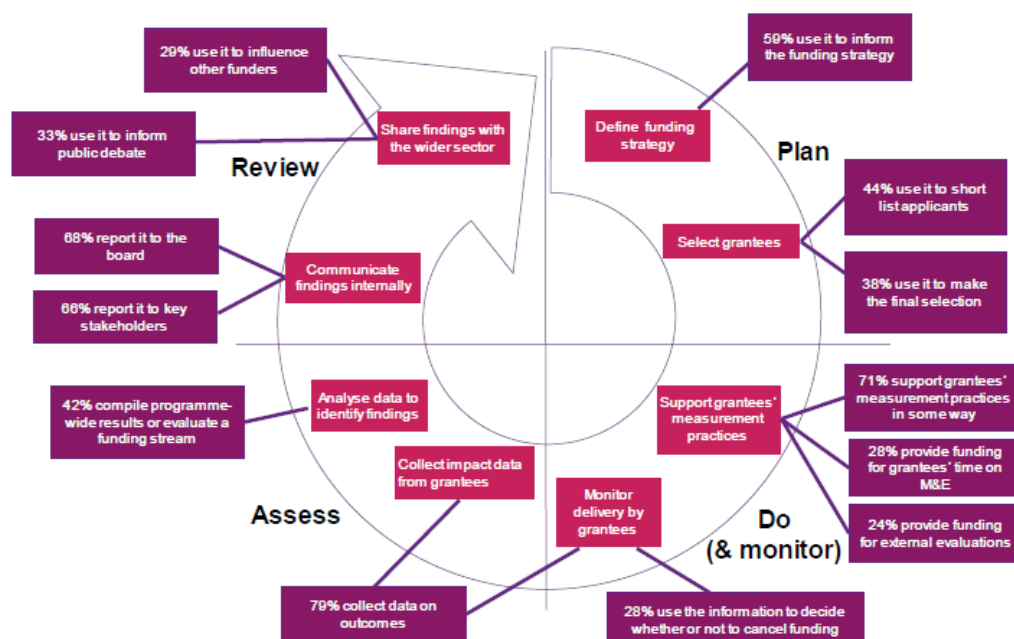 29% use it to influence
other funders
33% use it to inform
public debate
Share findings with
the wider sector
Review
68% report it to the
board
66% report it to key
stakeholders
Communicate
findings internally
59% use it to inform
the funding strategy
Define funding
strategy
Plan
44% use it to short
list applicants
Select grantees
38% use it to make
the final selection
42% compile programme-
wide results or evaluate a
funding stream
Analyse data to
identify findings
Collect impact data
from grantees
Assess
79% collect data on
outcomes
Support grantees'
measurement
practices
71% support grantees'
measurement practices
in some way
28% provide funding
for grantees' time on
M&E
24% provide funding
for external evaluations
Monitor
delivery by
grantees
Do
(& monitor)
28% use the information to decide
whether or not to cancel funding